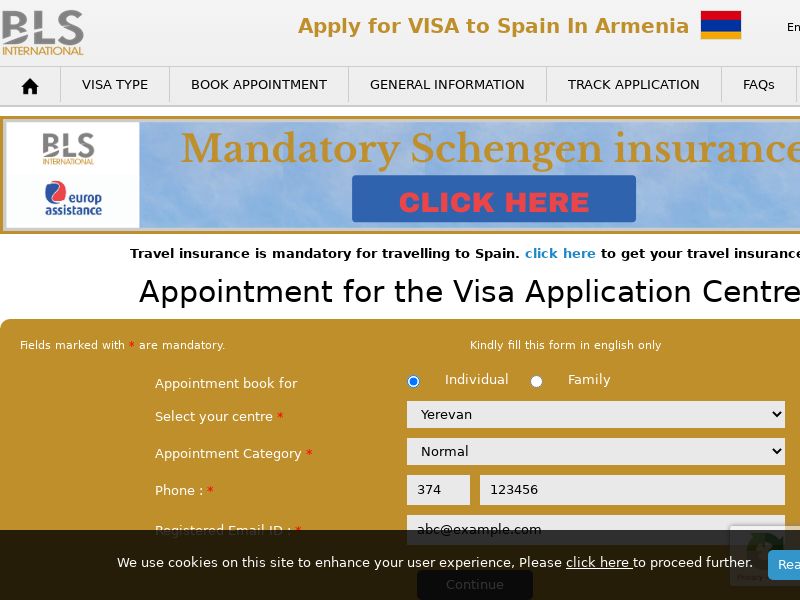 BLS
INTERNATIONAL
Apply for VISA to Spain In Armenia
En
VISA TYPE
BOOK APPOINTMENT
GENERAL INFORMATION
TRACK APPLICATION
FAQs
BLS
INTERNATIONAL
europ
assistance
Mandatory Schengen insurance
CLICK HERE
Travel insurance is mandatory for travelling to Spain. click here to get your travel insurance
Appointment for the Visa Application Centre
Fields marked with * are mandatory.
Kindly fill this form in english only
Appointment book for
Individual
Family
Select your centre *
Yerevan
Appointment Category *
Normal
Phone : *
374
123456
Registered Email ID : *
abc@example.com
We use cookies on this site to enhance your user experience, Please click here to proceed further.
Rea
Privacy
Continue